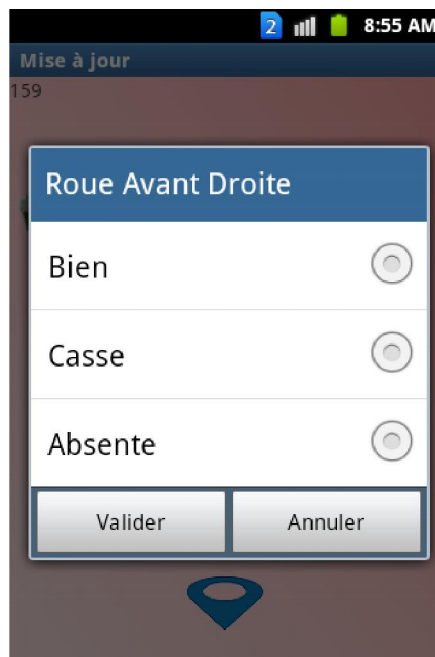 2 8:55 AM
Mise à jour
159
Roue Avant Droite
Bien
Casse
Absente
Valider Annuler